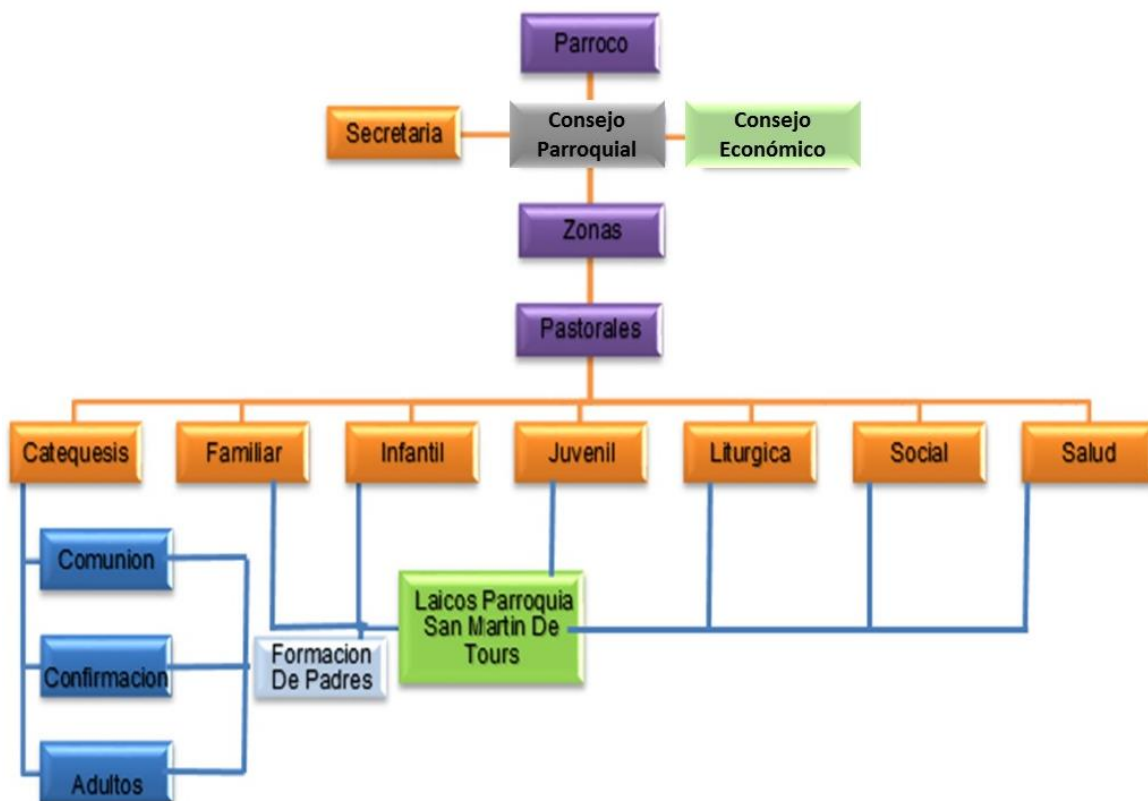 Parroco
Secretaria
Consejo
Parroquial
Consejo
Económico
Zonas
Pastorales
Catequesis
Familiar
Infantil
Juvenil
Liturgica
Social
Salud
Comunion
Confirmacion
Adultos
Formacion
De Padres
Laicos Parroquia
San Martin De
Tours